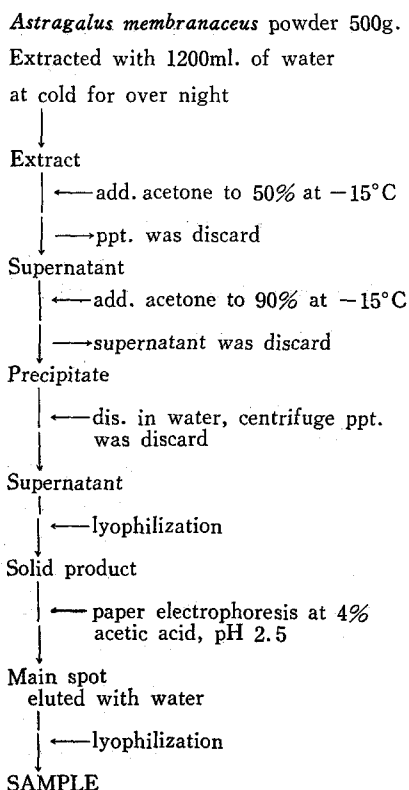 Astragalus membranaceus powder 500g.
Extracted with 1200ml. of water
at cold for over night
Extract
add. acetone to 50% at −15°C
ppt. was discard
Supernatant
add. acetone to 90% at −15°C
supernatant was discard
Precipitate
dis. in water, centrifuge ppt.
was discard
Supernatant
lyophilization
Solid product
paper electrophoresis at 4%
acetic acid, pH 2.5
Main spot
eluted with water
lyophilization
SAMPLE